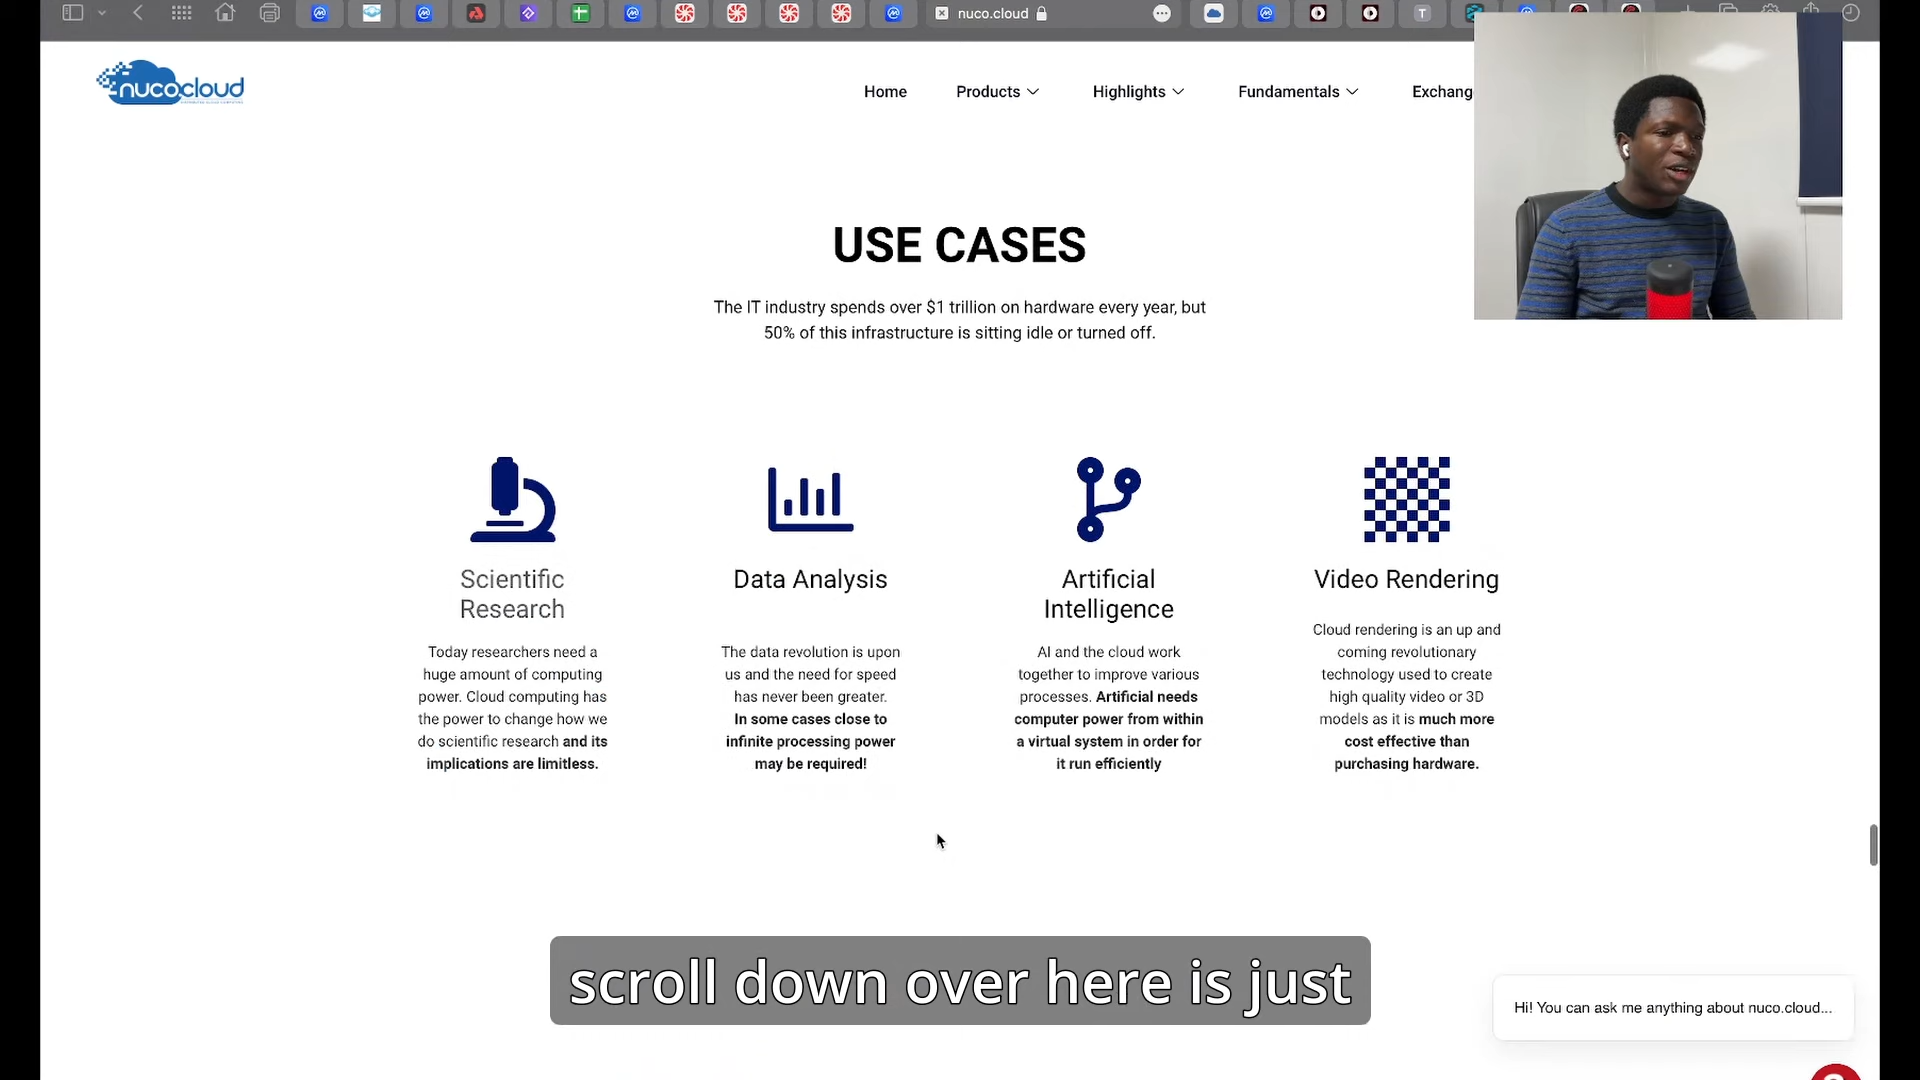 nuco.cloud
nucocloud
Home
Products
Highlights
Fundamentals
Exchang
USE CASES
The IT industry spends over $1 trillion on hardware every year, but
50% of this infrastructure is sitting idle or turned off.
Scientific
Research
Today researchers need a
huge amount of computing
power. Cloud computing has
the power to change how we
do scientific research and its
implications are limitless.
Data Analysis
The data revolution is upon
us and the need for speed
has never been greater.
In some cases close to
infinite processing power
may be required!
Artificial
Intelligence
AI and the cloud work
together to improve various
processes. Artificial needs
computer power from within
a virtual system in order for
it run efficiently
Video Rendering
Cloud rendering is an up and
coming revolutionary
technology used to create
high quality video or 3D
models as it is much more
cost effective than
purchasing hardware.
scroll down over here is just
Hi! You can ask me anything about nuco.cloud...